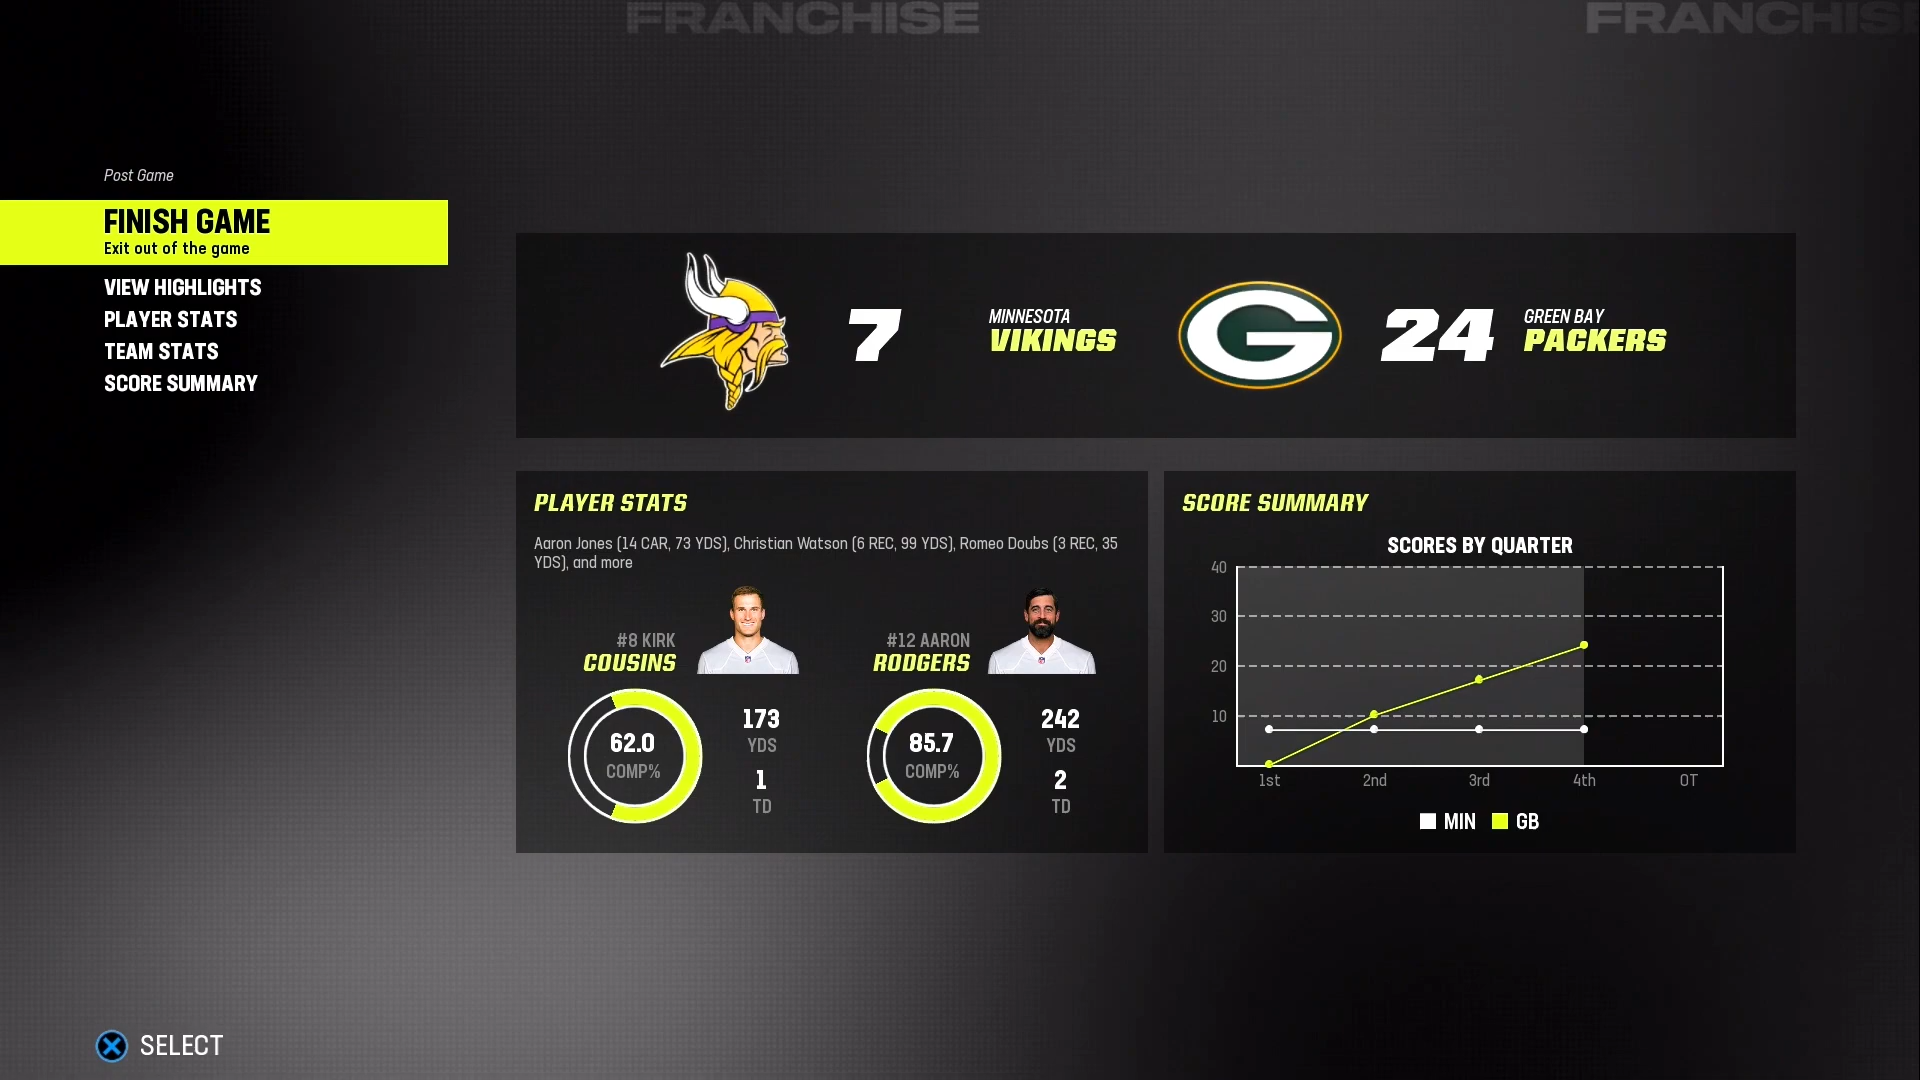 FRANCHISE
FRANCHISE
Post Game
FINISH GAME
Exit out of the game
VIEW HIGHLIGHTS
PLAYER STATS
TEAM STATS
SCORE SUMMARY
7
MINNESOTA
VIKINGS
G
24
GREEN BAY
PACKERS
PLAYER STATS
Aaron Jones (14 CAR, 73 YDS), Christian Watson (6 REC, 99 YDS), Romeo Doubs (3 REC, 35
YDS), and more
#8 KIRK
COUSINS
62.0
COMP%
173
YDS
1
TD
#12 AARON
RODGERS
85.7
COMP%
242
YDS
2
TD
SCORE SUMMARY
SCORES BY QUARTER
40
30
20
10
1st 2nd 3rd 4th OT
MIN GB
SELECT